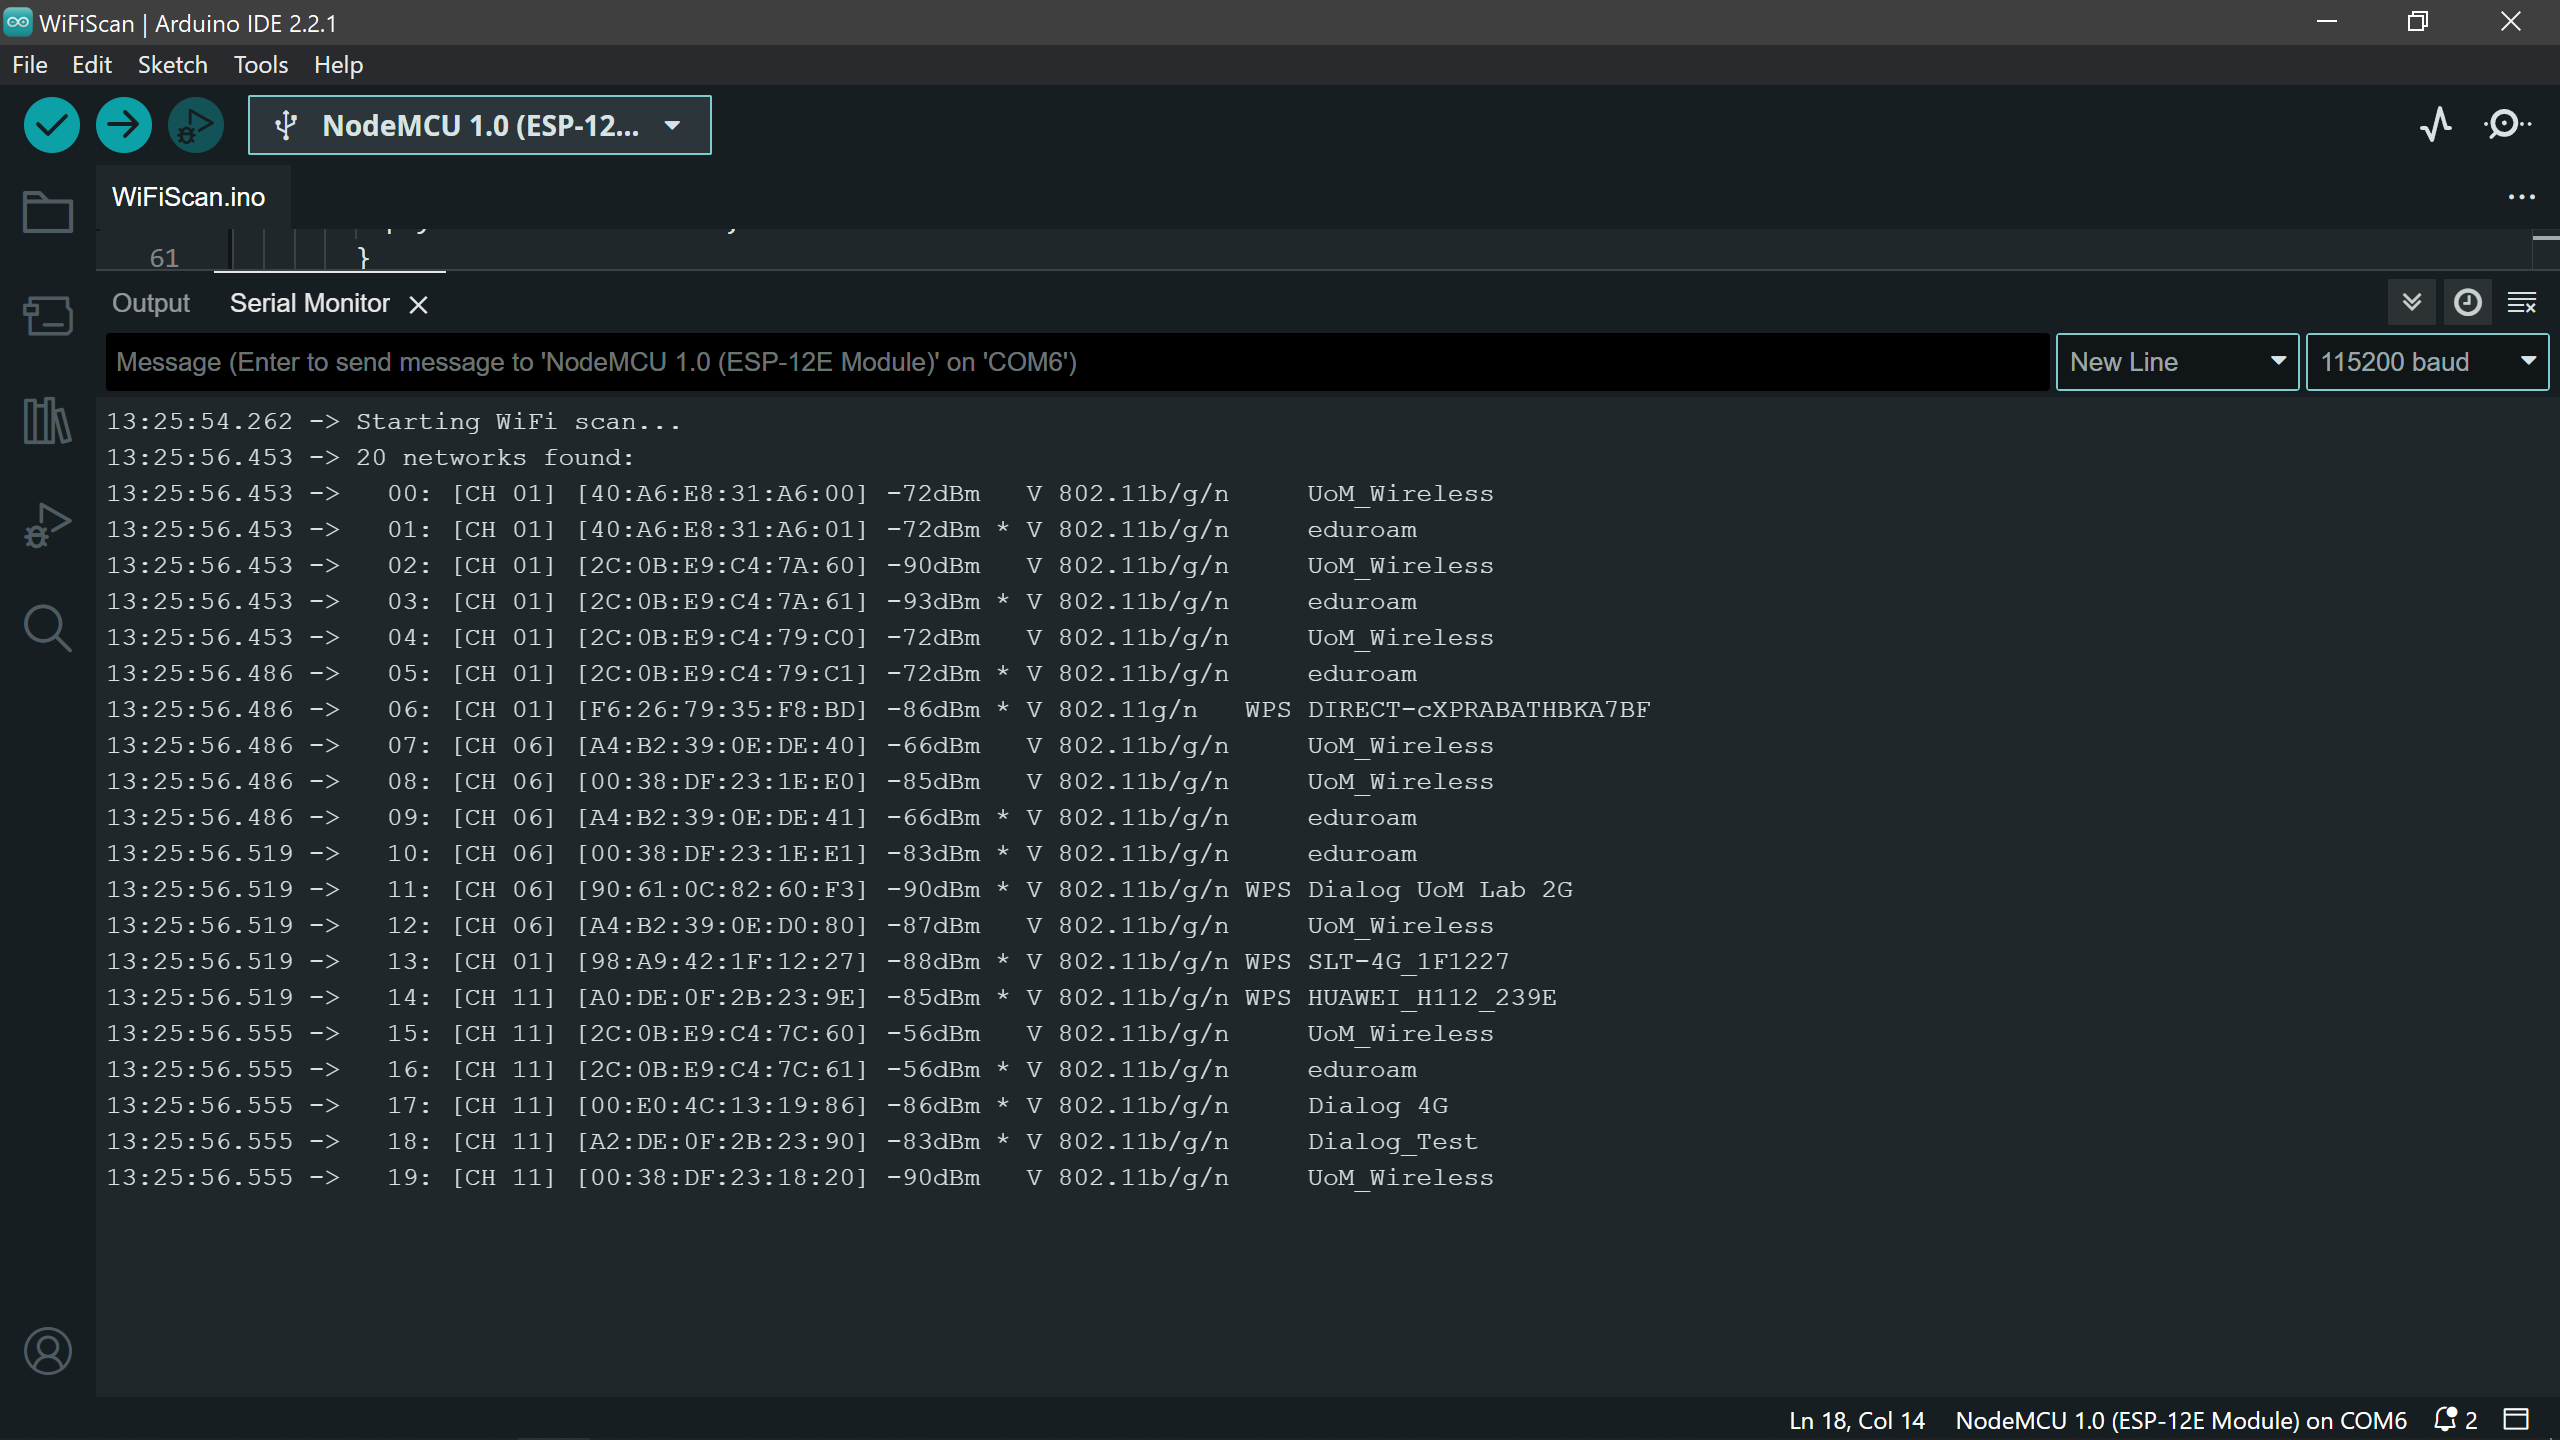 WiFiScan | Arduino IDE 2.2.1
File Edit Sketch Tools Help
NodeMCU 1.0 (ESP-12...
WiFiScan.ino
61 }
Output Serial Monitor
Message (Enter to send message to 'NodeMCU 1.0 (ESP-12E Module)' on 'COM6') New Line 115200 baud
13:25:54.262 -> Starting WiFi scan...
13:25:56.453 -> 20 networks found:
13:25:56.453 ->   00: [CH 01] [40:A6:E8:31:A6:00] -72dBm   V 802.11b/g/n     UoM_Wireless
13:25:56.453 ->   01: [CH 01] [40:A6:E8:31:A6:01] -72dBm * V 802.11b/g/n     eduroam
13:25:56.453 ->   02: [CH 01] [2C:0B:E9:C4:7A:60] -90dBm   V 802.11b/g/n     UoM_Wireless
13:25:56.453 ->   03: [CH 01] [2C:0B:E9:C4:7A:61] -93dBm * V 802.11b/g/n     eduroam
13:25:56.453 ->   04: [CH 01] [2C:0B:E9:C4:79:C0] -72dBm   V 802.11b/g/n     UoM_Wireless
13:25:56.486 ->   05: [CH 01] [2C:0B:E9:C4:79:C1] -72dBm * V 802.11b/g/n     eduroam
13:25:56.486 ->   06: [CH 01] [F6:26:79:35:F8:BD] -86dBm * V 802.11g/n   WPS DIRECT-cXPRABATHBKA7BF
13:25:56.486 ->   07: [CH 06] [A4:B2:39:0E:DE:40] -66dBm   V 802.11b/g/n     UoM_Wireless
13:25:56.486 ->   08: [CH 06] [00:38:DF:23:1E:E0] -85dBm   V 802.11b/g/n     UoM_Wireless
13:25:56.486 ->   09: [CH 06] [A4:B2:39:0E:DE:41] -66dBm * V 802.11b/g/n     eduroam
13:25:56.519 ->   10: [CH 06] [00:38:DF:23:1E:E1] -83dBm * V 802.11b/g/n     eduroam
13:25:56.519 ->   11: [CH 06] [90:61:0C:82:60:F3] -90dBm * V 802.11b/g/n WPS Dialog UoM Lab 2G
13:25:56.519 ->   12: [CH 06] [A4:B2:39:0E:D0:80] -87dBm   V 802.11b/g/n     UoM_Wireless
13:25:56.519 ->   13: [CH 01] [98:A9:42:1F:12:27] -88dBm * V 802.11b/g/n WPS SLT-4G_1F1227
13:25:56.519 ->   14: [CH 11] [A0:DE:0F:2B:23:9E] -85dBm * V 802.11b/g/n WPS HUAWEI_H112_239E
13:25:56.555 ->   15: [CH 11] [2C:0B:E9:C4:7C:60] -56dBm   V 802.11b/g/n     UoM_Wireless
13:25:56.555 ->   16: [CH 11] [2C:0B:E9:C4:7C:61] -56dBm * V 802.11b/g/n     eduroam
13:25:56.555 ->   17: [CH 11] [00:E0:4C:13:19:86] -86dBm * V 802.11b/g/n     Dialog 4G
13:25:56.555 ->   18: [CH 11] [A2:DE:0F:2B:23:90] -83dBm * V 802.11b/g/n     Dialog_Test
13:25:56.555 ->   19: [CH 11] [00:38:DF:23:18:20] -90dBm   V 802.11b/g/n     UoM_Wireless
Ln 18, Col 14 NodeMCU 1.0 (ESP-12E Module) on COM6 2